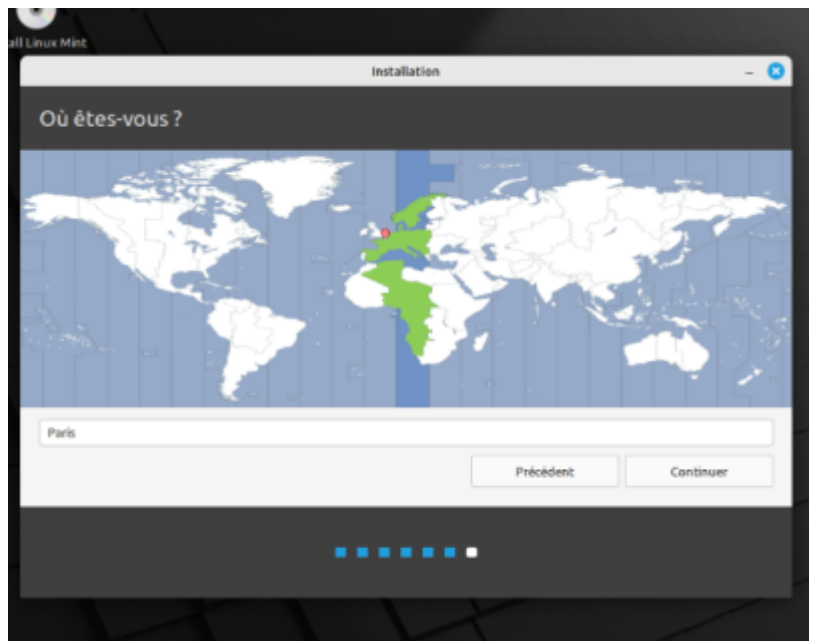 all Linux Mint
Installation
Où êtes-vous ?
Paris
Précédent
Continuer